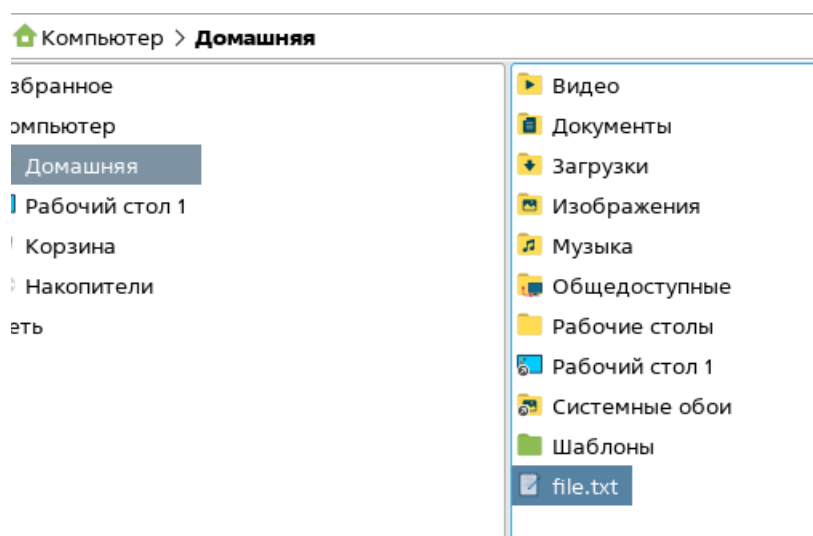 Компьютер > Домашняя
збранное
омпьютер
Домашняя
Рабочий стол 1
Корзина
Накопители
еть
Видео
Документы
Загрузки
Изображения
Музыка
Общедоступные
Рабочие столы
Рабочий стол 1
Системные обои
Шаблоны
file.txt